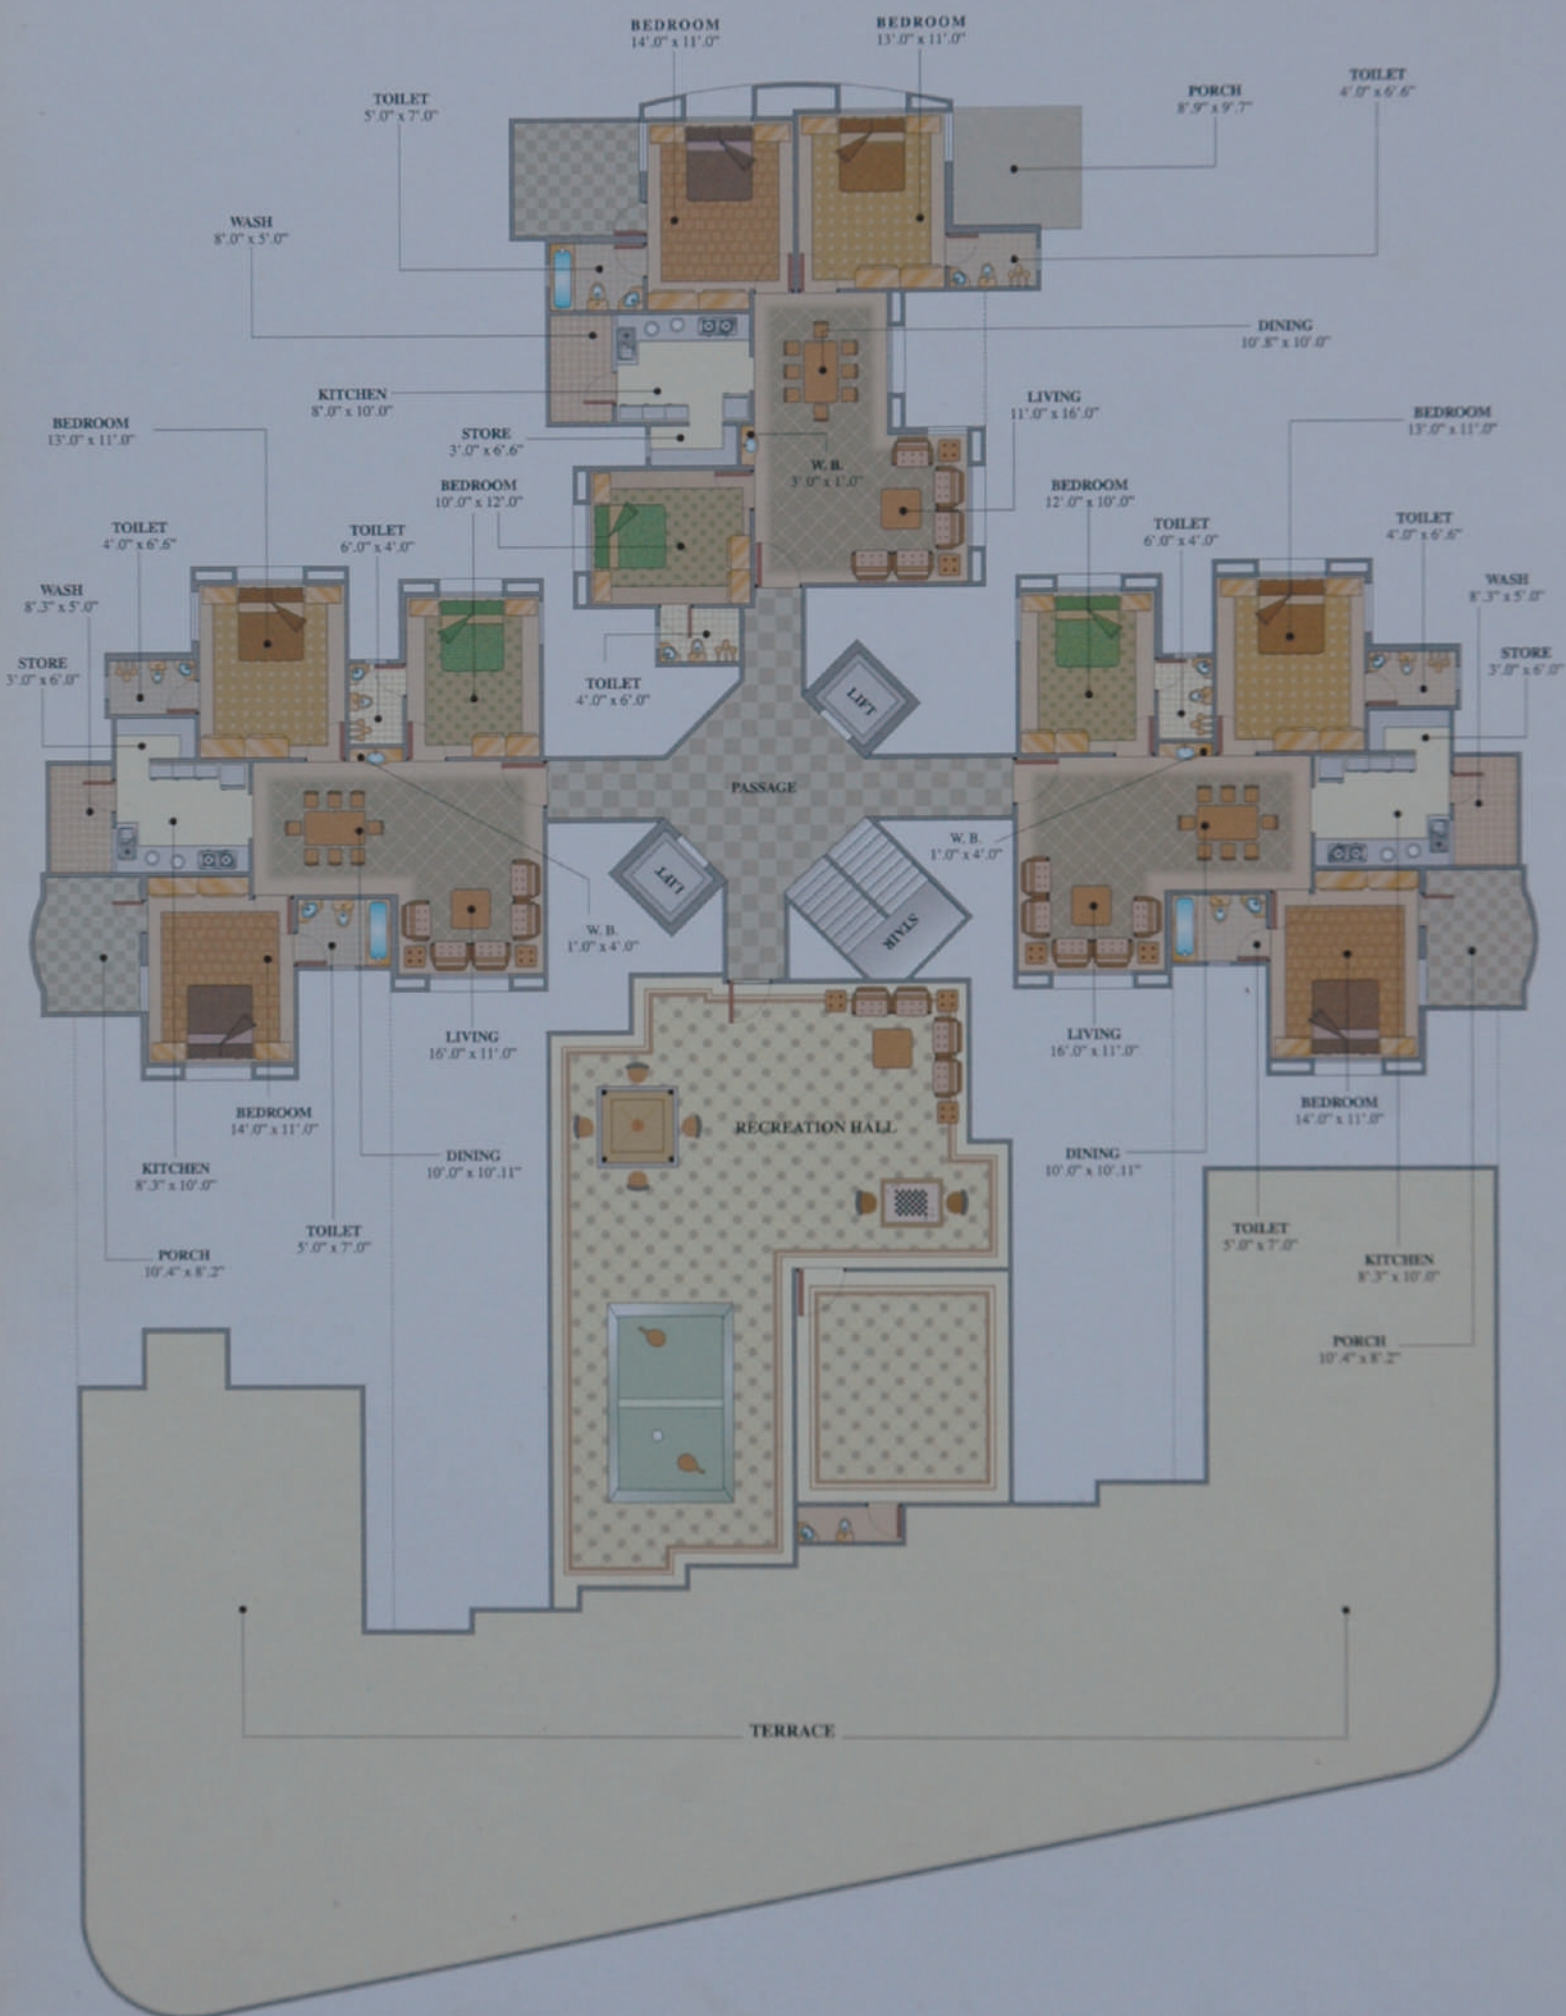 BEDROOM
14'.0" x 11'.0"
BEDROOM
13'.0" x 11'.0"
TOILET
5'.0" x 7'.0"
PORCH
8'.9" x 9'.7"
TOILET
4'.0" x 6'.6"
WASH
8'.0" x 5'.0"
DINING
10'.8" x 10'.0"
KITCHEN
8'.0" x 10'.0"
LIVING
11'.0" x 16'.0"
BEDROOM
13'.0" x 11'.0"
STORE
3'.0" x 6'.6"
BEDROOM
13'.0" x 11'.0"
W. B.
3'.0" x 1'.0"
BEDROOM
10'.0" x 12'.0"
BEDROOM
12'.0" x 10'.0"
TOILET
4'.0" x 6'.6"
TOILET
6'.0" x 4'.0"
TOILET
6'.0" x 4'.0"
TOILET
4'.0" x 6'.6"
WASH
8'.3" x 5'.0"
WASH
8'.3" x 5'.0"
STORE
3'.0" x 6'.0"
STORE
3'.0" x 6'.0"
TOILET
4'.0" x 6'.0"
LIFT
PASSAGE
W. B.
1'.0" x 4'.0"
LIFT
STAIR
W. B.
1'.0" x 4'.0"
LIVING
16'.0" x 11'.0"
LIVING
16'.0" x 11'.0"
BEDROOM
14'.0" x 11'.0"
RECREATION HALL
BEDROOM
14'.0" x 11'.0"
KITCHEN
8'.3" x 10'.0"
DINING
10'.0" x 10'.11"
DINING
10'.0" x 10'.11"
TOILET
5'.0" x 7'.0"
TOILET
5'.0" x 7'.0"
PORCH
10'.4" x 8'.2"
KITCHEN
8'.3" x 10'.0"
PORCH
10'.4" x 8'.2"
TERRACE